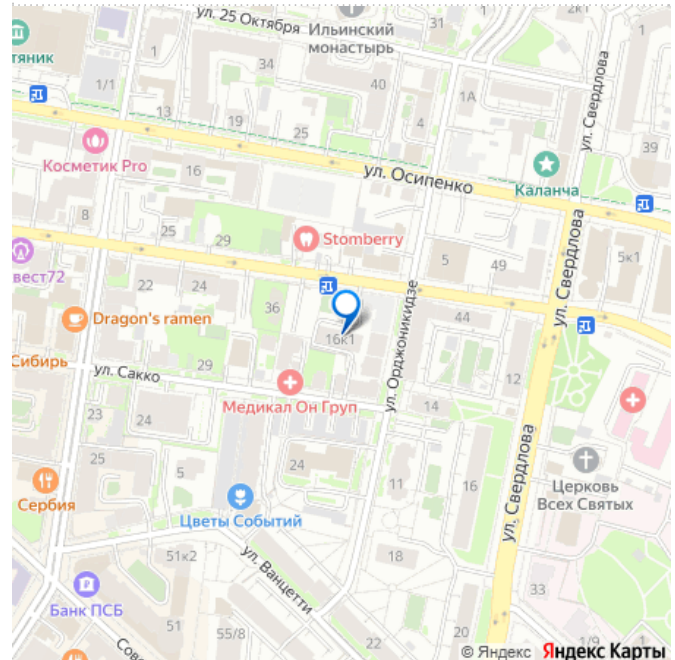 ул. 25 Октября
Ильинский
монастырь
тяник
1
34
1/1
40
1А
13
19
25
4
ул. Свердлова
39
Косметик Pro
16
ул. Осипенко
Каланча
8
25
29
Stomberry
5
49
5к1
вест72
22
24
36
ул. Орджоникидзе
44
ул. Свердлова
Dragon's ramen
16к1
Сибирь
ул. Сакко
29
12
Медикал Он Груп
14
23
24
25
5
24
11
16
ул. Свердлова
Церковь
Всех Святых
Сербия
Цветы Событий
51к2
ул. Ванцетти
18
33
Банк ПСБ
51
55/8
Сове
22
20
1/9
© Яндекс Яндекс Карты